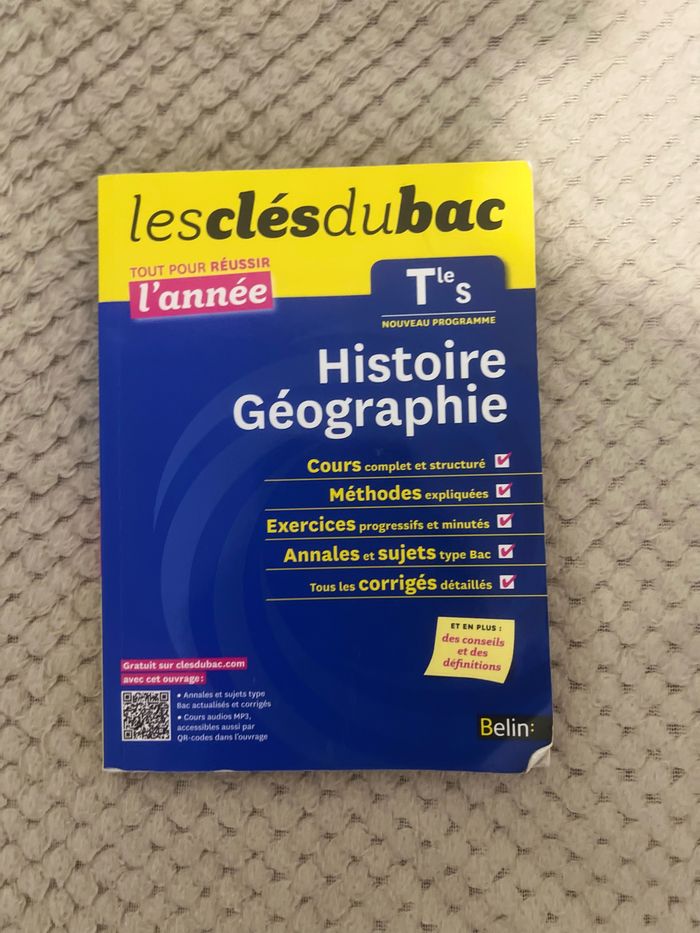 lesclésdubac
TOUT POUR RÉUSSIR
l'année
Tle S
NOUVEAU PROGRAMME
Histoire
Géographie
Cours complet et structuré
Méthodes expliquées
Exercices progressifs et minutés
Annales et sujets type Bac
Tous les corrigés détaillés
ET EN PLUS :
des conseils
et des
définitions
Gratuit sur clesdubac.com
avec cet ouvrage :
• Annales et sujets type
Bac actualisés et corrigés
• Cours audios MP3,
accessibles aussi par
QR-codes dans l'ouvrage
Belin: